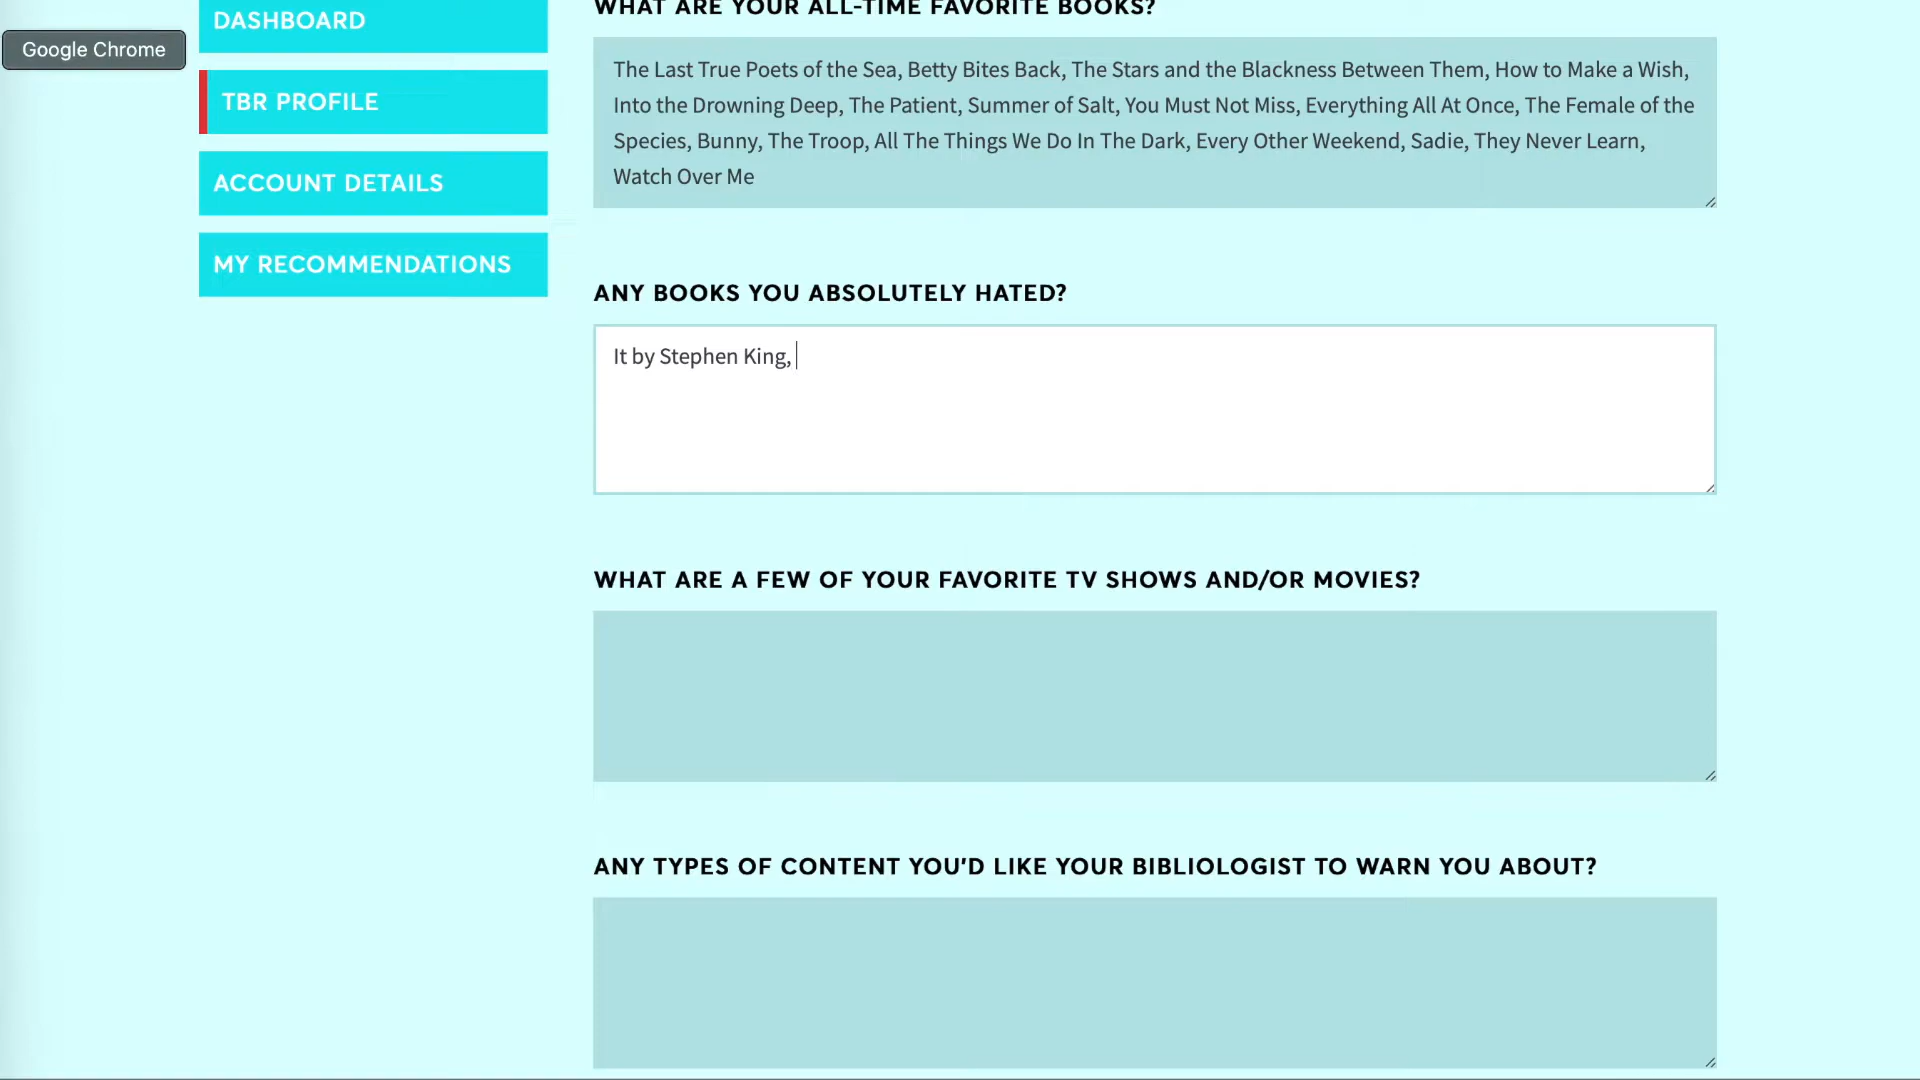 DASHBOARD
Google Chrome
TBR PROFILE
ACCOUNT DETAILS
MY RECOMMENDATIONS
WHAT ARE YOUR ALL-TIME FAVORITE BOOKS?
The Last True Poets of the Sea, Betty Bites Back, The Stars and the Blackness Between Them, How to Make a Wish,
Into the Drowning Deep, The Patient, Summer of Salt, You Must Not Miss, Everything All At Once, The Female of the
Species, Bunny, The Troop, All The Things We Do In The Dark, Every Other Weekend, Sadie, They Never Learn,
Watch Over Me
ANY BOOKS YOU ABSOLUTELY HATED?
It by Stephen King,
WHAT ARE A FEW OF YOUR FAVORITE TV SHOWS AND/OR MOVIES?
ANY TYPES OF CONTENT YOU'D LIKE YOUR BIBLIOLOGIST TO WARN YOU ABOUT?